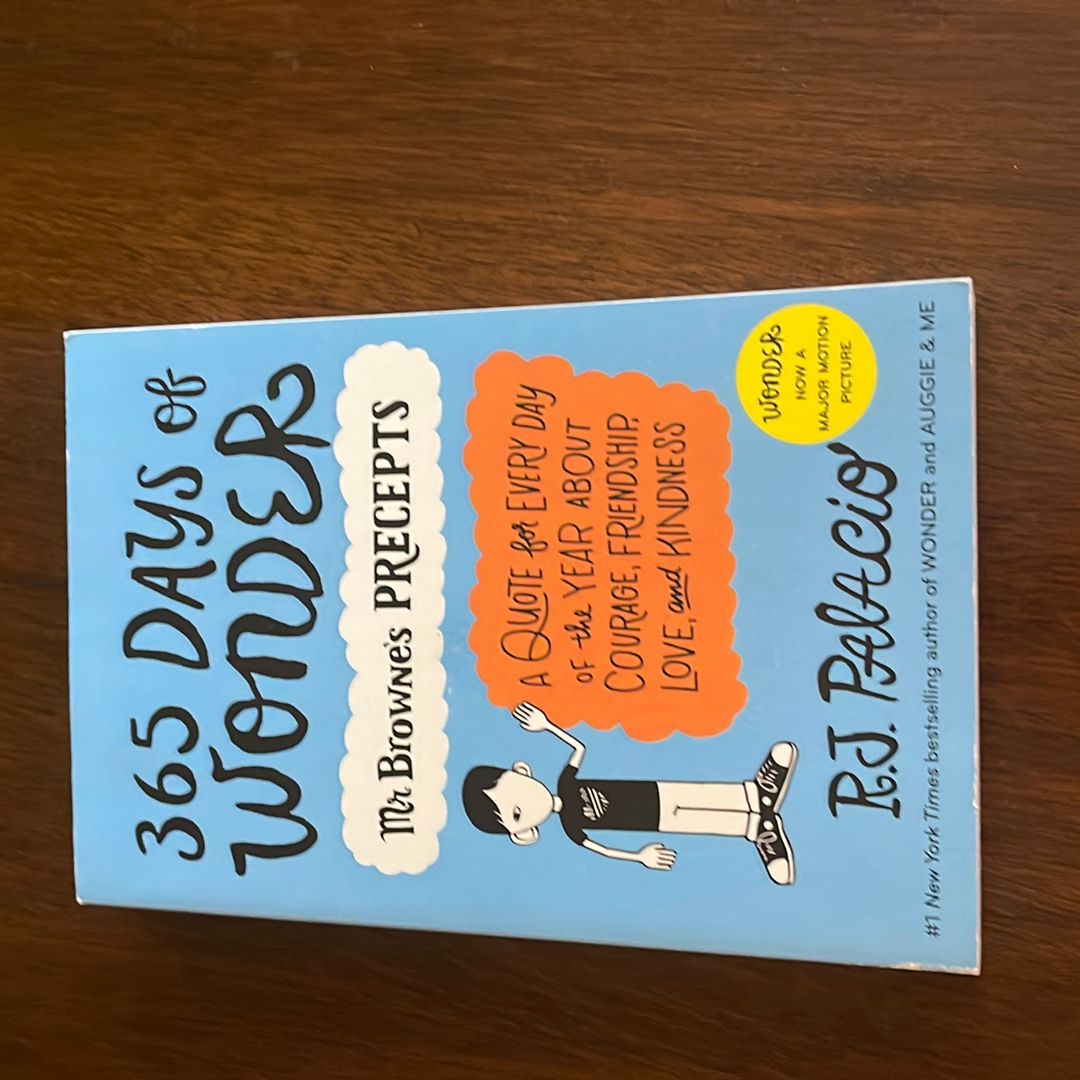 365 DAYS of
WONDER
Mr BROWNE'S PRECEPTS
A QUOTE for EVERY DAY
OF the YEAR ABOUT
COURAGE, FRIENDSHIP,
LOVE, and KINDNESS
WONDER
NOW A
MAJOR MOTION
PICTURE
R.J. PALACIO
#1 New York Times bestselling author of WONDER and AUGGIE & ME